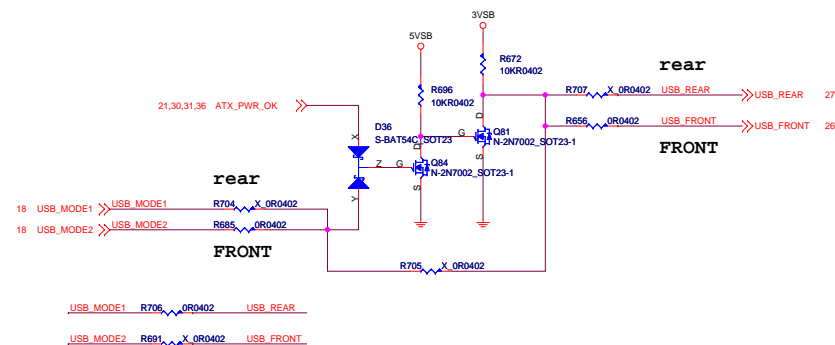 3VSB
5VSB
R672
10KR0402
rear
R696
10KR0402
R707 X_0R0402 USB_REAR USB_REAR 27
21,30,31,36 ATX_PWR_OK
D36
S-BAT54C_SOT23
X
D
G
Q81
N-2N7002_SOT23-1
S
R656 0R0402 USB_FRONT USB_FRONT 26
FRONT
D
Z G
Q84
N-2N7002_SOT23-1
S
Y
rear
18 USB_MODE1 USB_MODE1 R704 X_0R0402
18 USB_MODE2 USB_MODE2 R685 0R0402
FRONT
R705 X_0R0402
USB_MODE1 R706 0R0402 USB_REAR
USB_MODE2 R691 X_0R0402 USB_FRONT